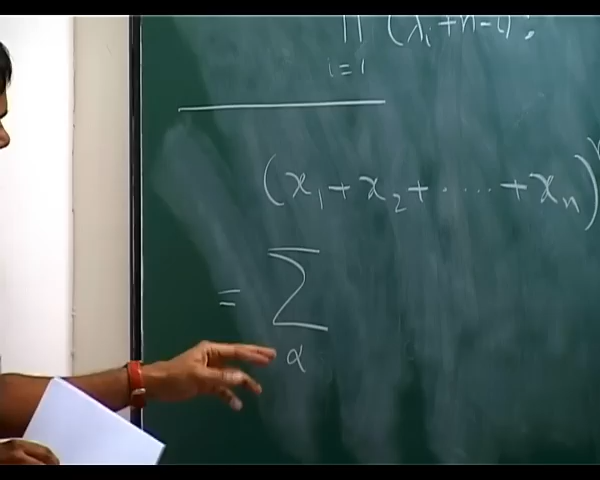 ∏ (λᵢ + n - i)!
i = 1
(x₁ + x₂ + ..... + xₙ)
= Σ
α